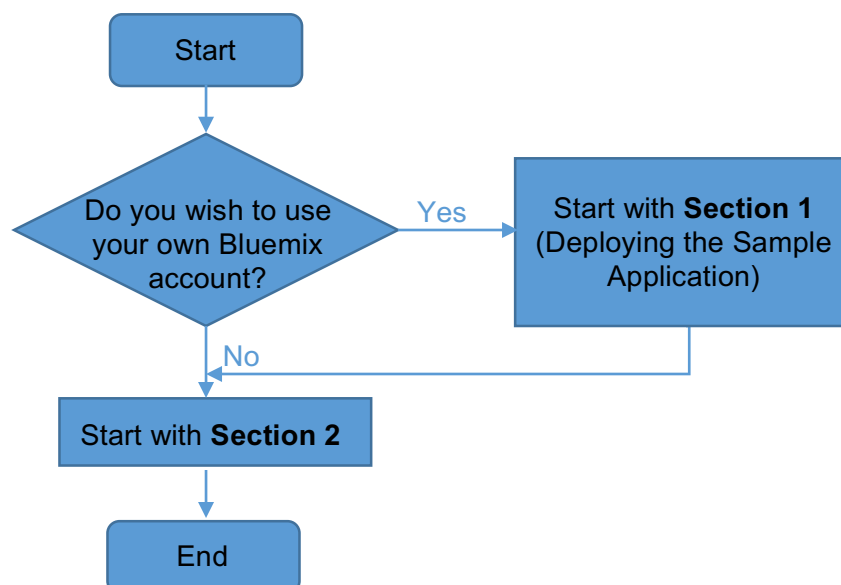 Start
Do you wish to use
your own Bluemix
account?
Yes
Start with Section 1
(Deploying the Sample
Application)
No
Start with Section 2
End